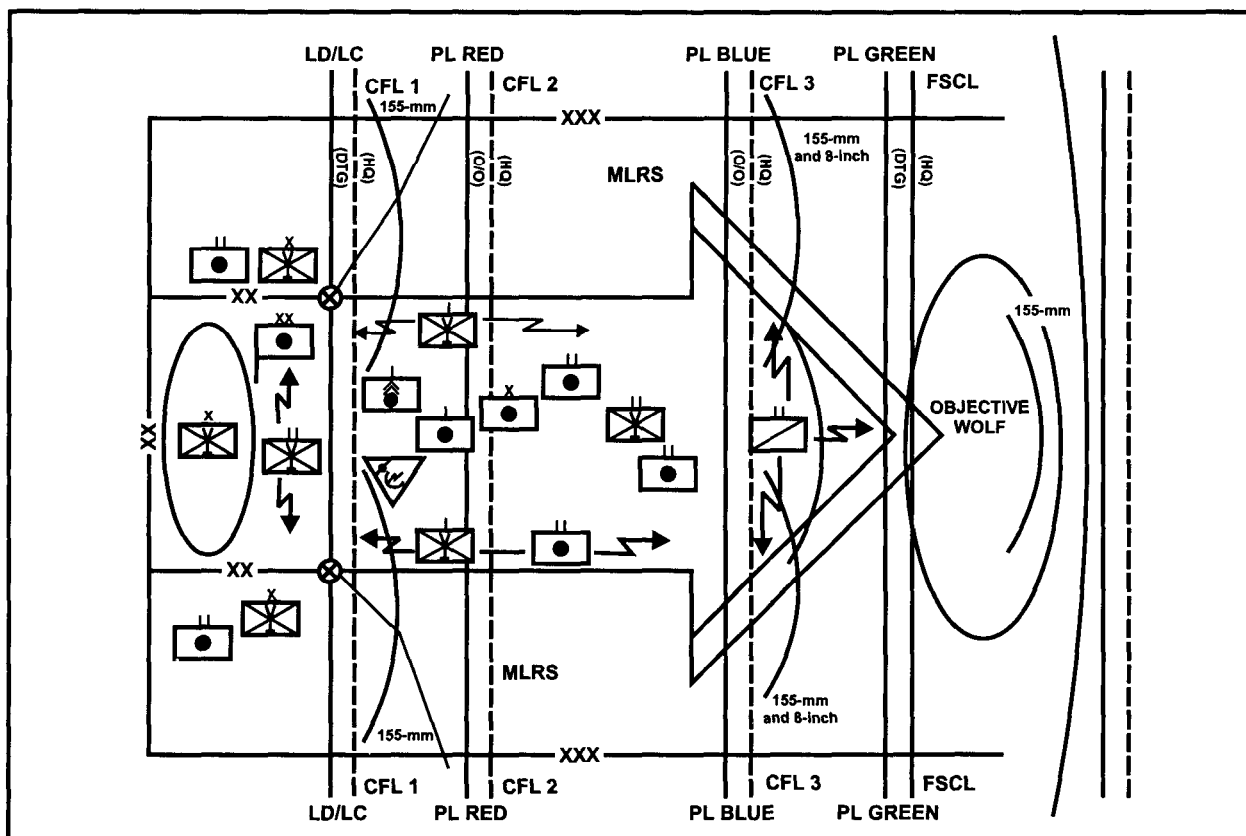 LD/LC
PL RED
PL BLUE
PL GREEN
CFL 1
CFL 2
CFL 3
FSCL
155-mm
XXX
155-mm
and 8-inch
(DTG)
(HQ)
(O/O)
(HQ)
MLRS
(O/O)
(HQ)
(DTG)
(HQ)
X
XX
XX
I
155-mm
X
X
OBJECTIVE
WOLF
XX
XX
X
MLRS
155-mm
and 8-inch
155-mm
XXX
CFL 1
CFL 2
CFL 3
FSCL
LD/LC
PL RED
PL BLUE
PL GREEN